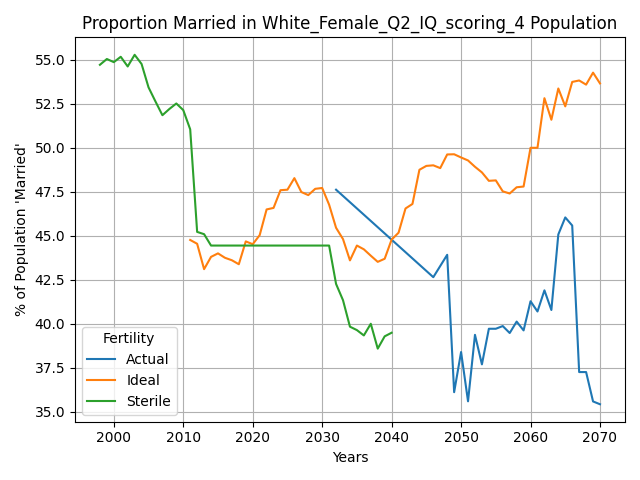 Proportion Married in White_Female_Q2_IQ_scoring_4 Population
% of Population 'Married'
55.0
52.5
50.0
47.5
45.0
42.5
40.0
37.5
35.0
Fertility
Actual
Ideal
Sterile
2000 2010 2020 2030 2040 2050 2060 2070
Years